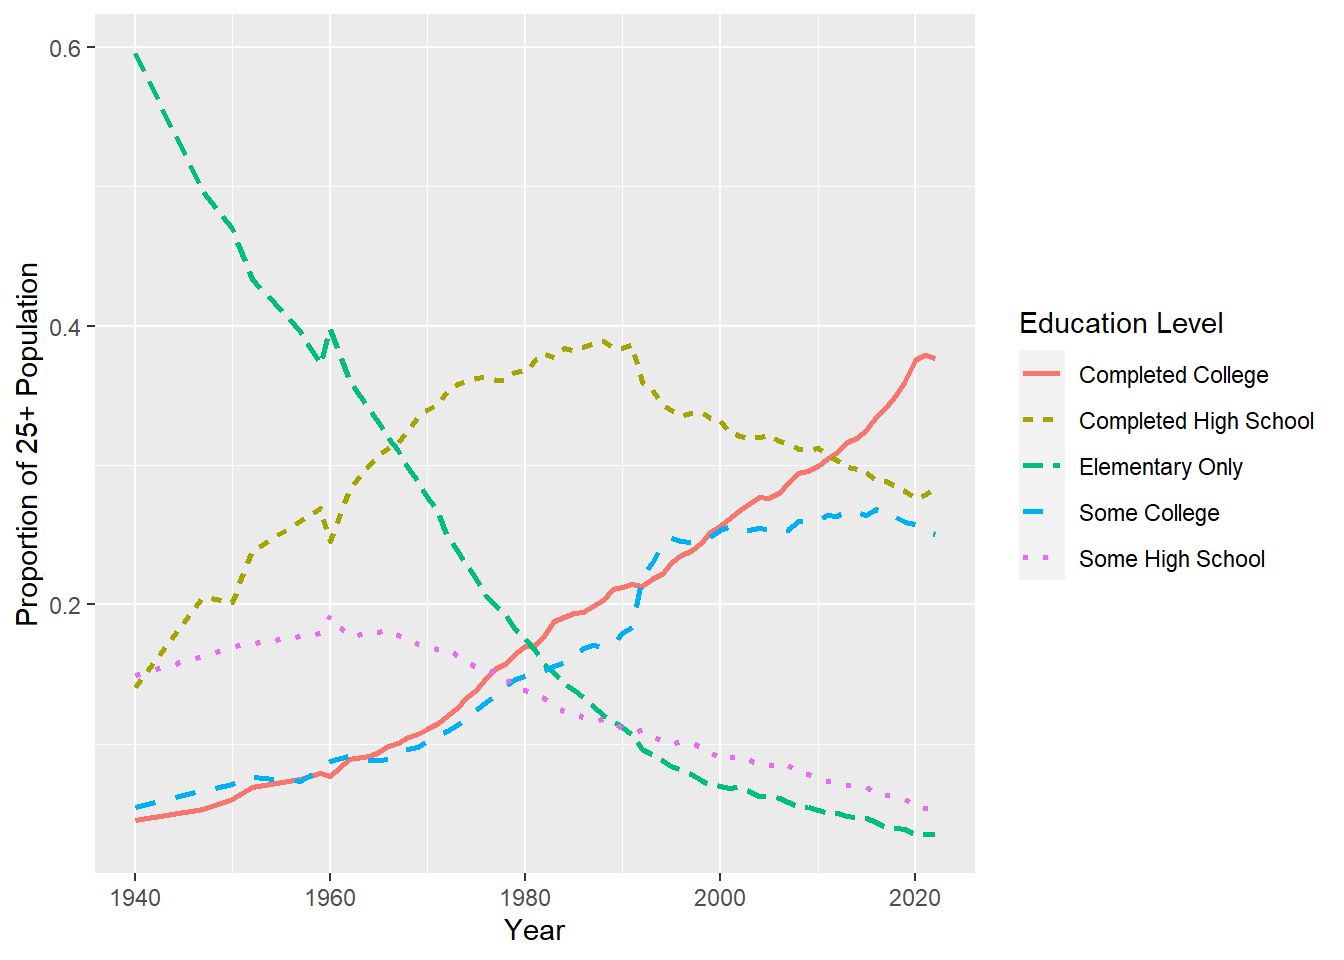 0.6
0.4
0.2
Proportion of 25+ Population
1940 1960 1980 2000 2020
Year
Education Level
Completed College
Completed High School
Elementary Only
Some College
Some High School